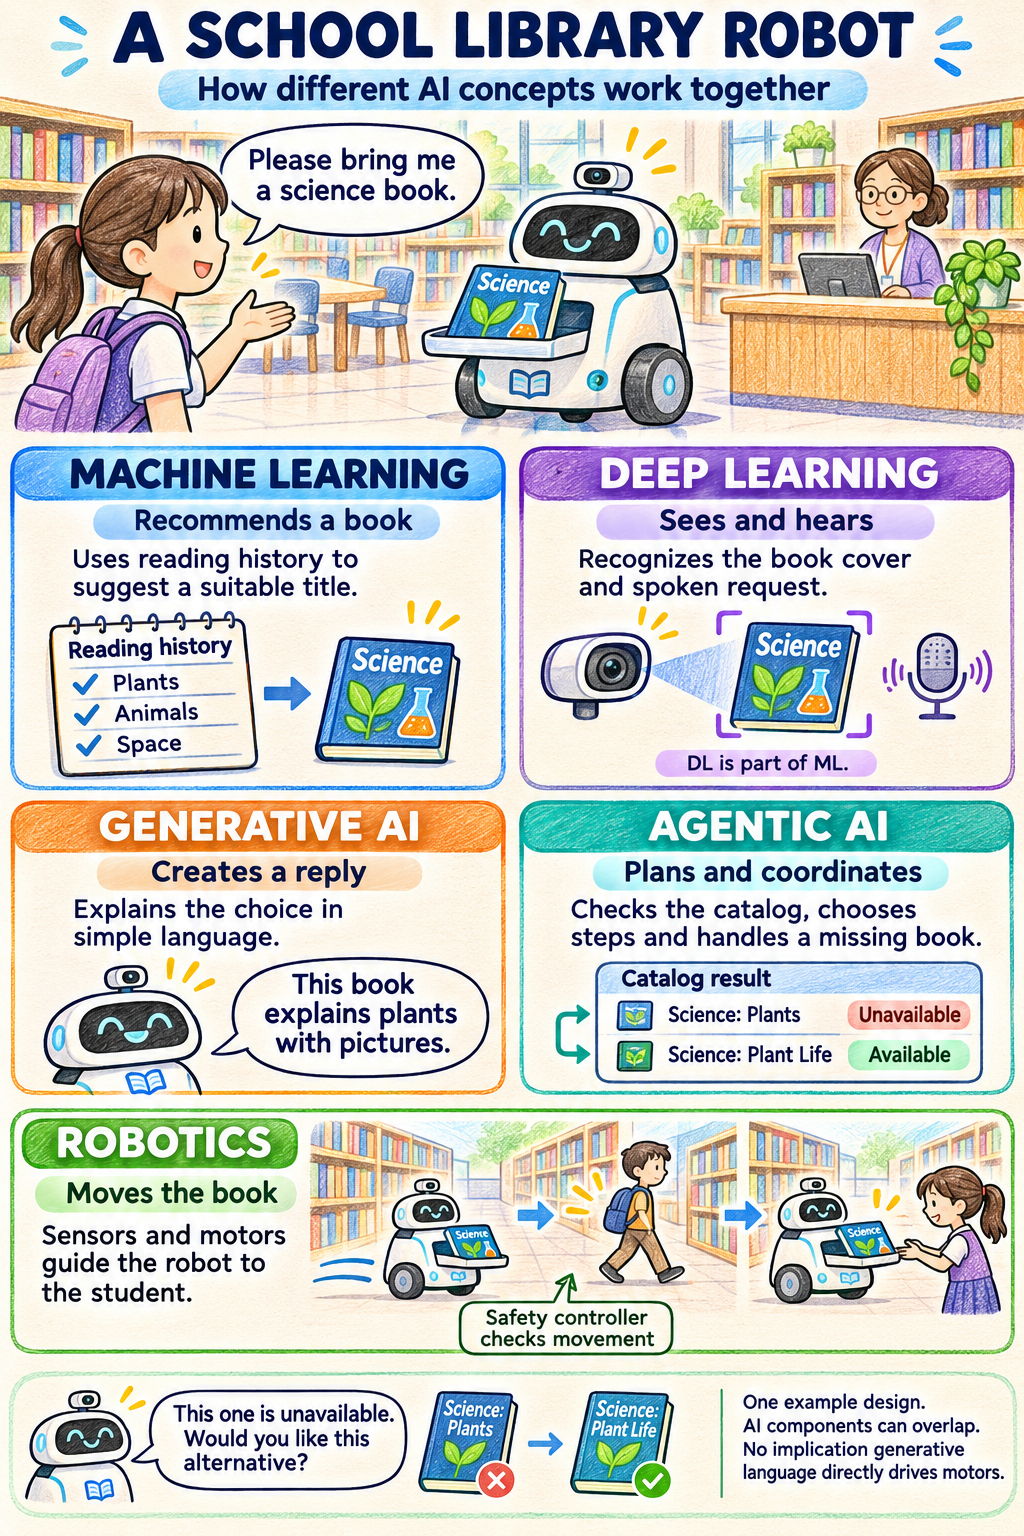 A SCHOOL LIBRARY ROBOT
How different AI concepts work together
Please bring me
a science book.
Science
MACHINE LEARNING
Recommends a book
Uses reading history to
suggest a suitable title.
Reading history
Plants
Animals
Space
Science
DEEP LEARNING
Sees and hears
Recognizes the book cover
and spoken request.
Science
DL is part of ML.
GENERATIVE AI
Creates a reply
Explains the choice in
simple language.
This book
explains plants
with pictures.
AGENTIC AI
Plans and coordinates
Checks the catalog, chooses
steps and handles a missing book.
Catalog result
Science: Plants Unavailable
Science: Plant Life Available
ROBOTICS
Moves the book
Sensors and motors
guide the robot to
the student.
Science
Safety controller
checks movement
Science
This one is unavailable.
Would you like this
alternative?
Science:
Plants
Science:
Plant Life
One example design.
AI components can overlap.
No implication generative
language directly drives motors.